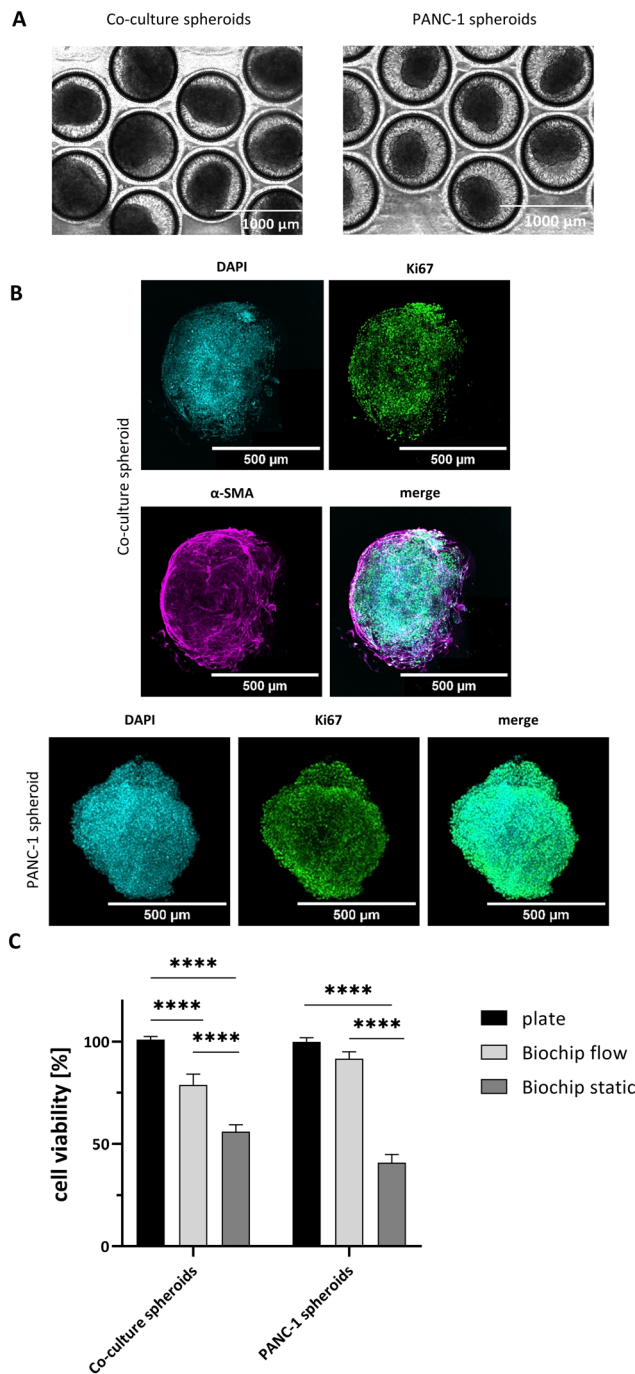 A
Co-culture spheroids
PANC-1 spheroids
1000 µm
1000 µm
B
DAPI
Ki67
Co-culture spheroid
500 µm
500 µm
α-SMA
merge
500 µm
500 µm
DAPI
Ki67
merge
PANC-1 spheroid
500 µm
500 µm
500 µm
C
****
****
****
****
****
cell viability [%]
100
50
0
Co-culture spheroids
PANC-1 spheroids
plate
Biochip flow
Biochip static